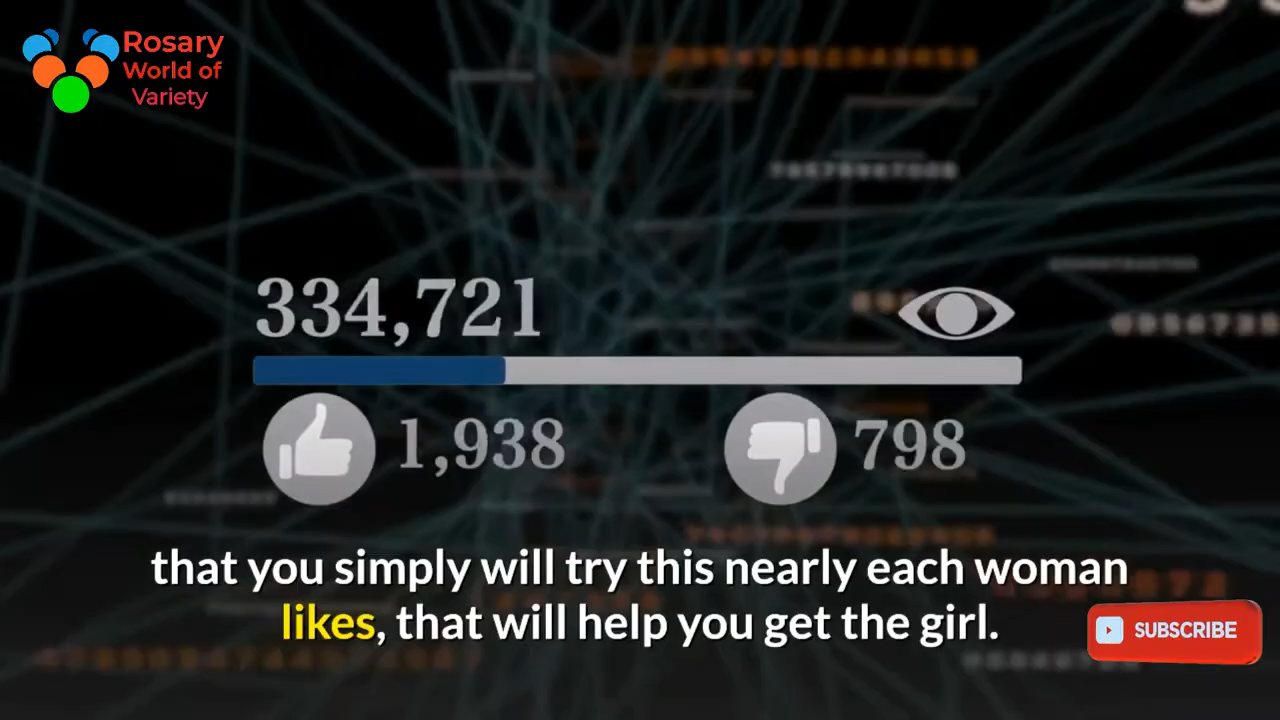 Rosary
World of
Variety
334,721
1,938
798
that you simply will try this nearly each woman
likes, that will help you get the girl.
SUBSCRIBE